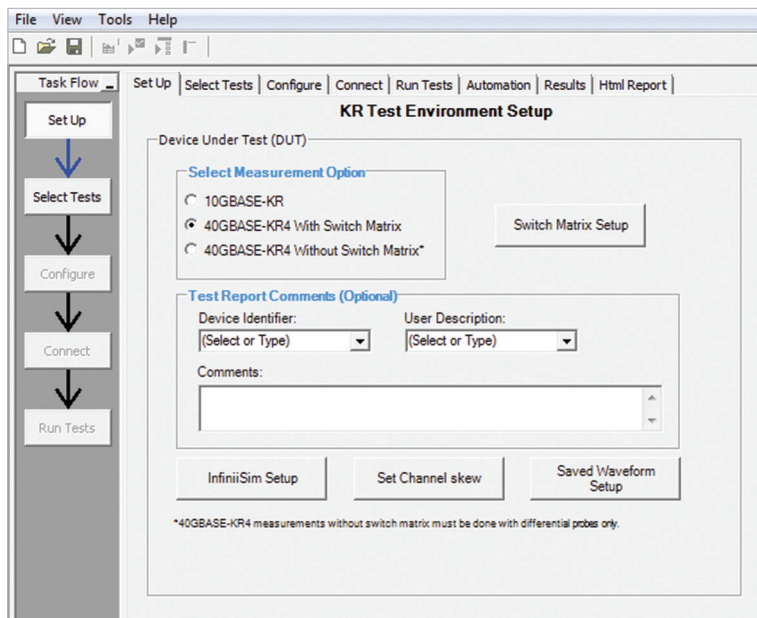 File View Tools Help
Task Flow
Set Up Select Tests Configure Connect Run Tests Automation Results Html Report
Set Up
Select Tests
Configure
Connect
Run Tests
KR Test Environment Setup
Device Under Test (DUT)
Select Measurement Option
10GBASE-KR
40GBASE-KR4 With Switch Matrix
40GBASE-KR4 Without Switch Matrix*
Switch Matrix Setup
Test Report Comments (Optional)
Device Identifier: User Description:
(Select or Type) (Select or Type)
Comments:
InfiniiSim Setup
Set Channel skew
Saved Waveform
Setup
*40GBASE-KR4 measurements without switch matrix must be done with differential probes only.